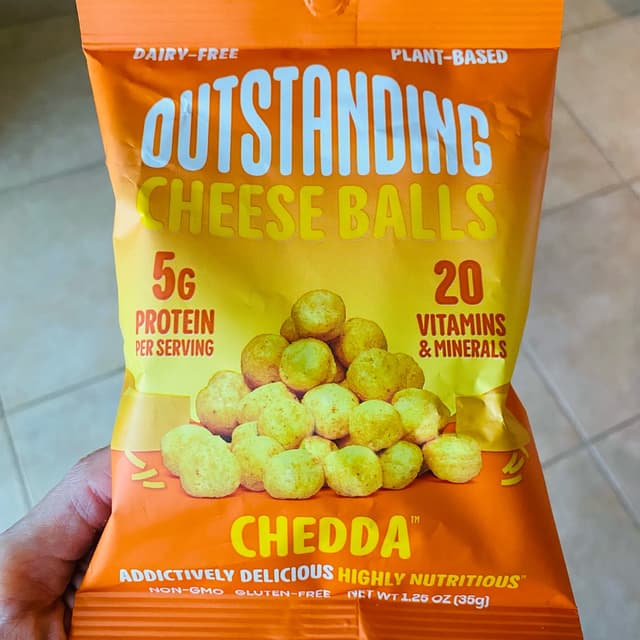 DAIRY-FREE PLANT-BASED
OUTSTANDING
CHEESE BALLS
5G
PROTEIN
PER SERVING
20
VITAMINS
& MINERALS
CHEDDA™
ADDICTIVELY DELICIOUS HIGHLY NUTRITIOUS™
NON-GMO GLUTEN-FREE NET WT 1.25 OZ (35g)